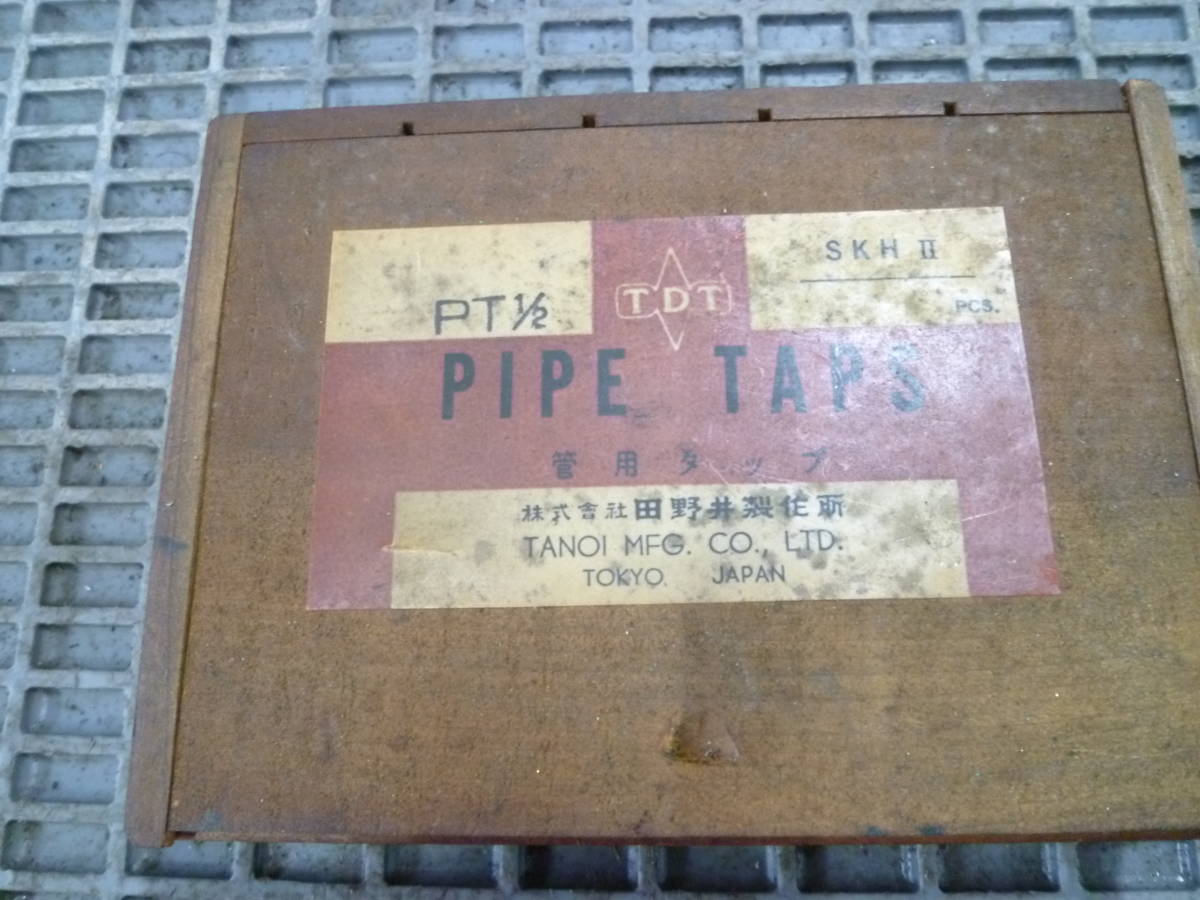 PT½
TDT
SKH II
PCS.
PIPE TAPS
管用タップ
株式會社田野井製作所
TANOI MFG. CO., LTD.
TOKYO. JAPAN